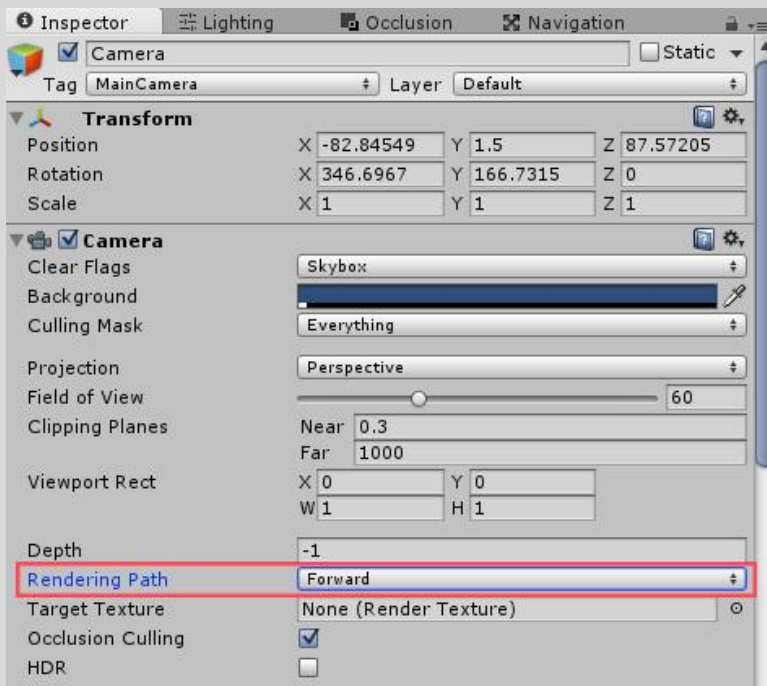 Inspector Lighting Occlusion Navigation
Camera Static
Tag MainCamera Layer Default
Transform
Position X -82.84549 Y 1.5 Z 87.57205
Rotation X 346.6967 Y 166.7315 Z 0
Scale X 1 Y 1 Z 1
Camera
Clear Flags Skybox
Background
Culling Mask Everything
Projection Perspective
Field of View 60
Clipping Planes Near 0.3
Far 1000
Viewport Rect X 0 Y 0
W 1 H 1
Depth -1
Rendering Path Forward
Target Texture None (Render Texture)
Occlusion Culling
HDR